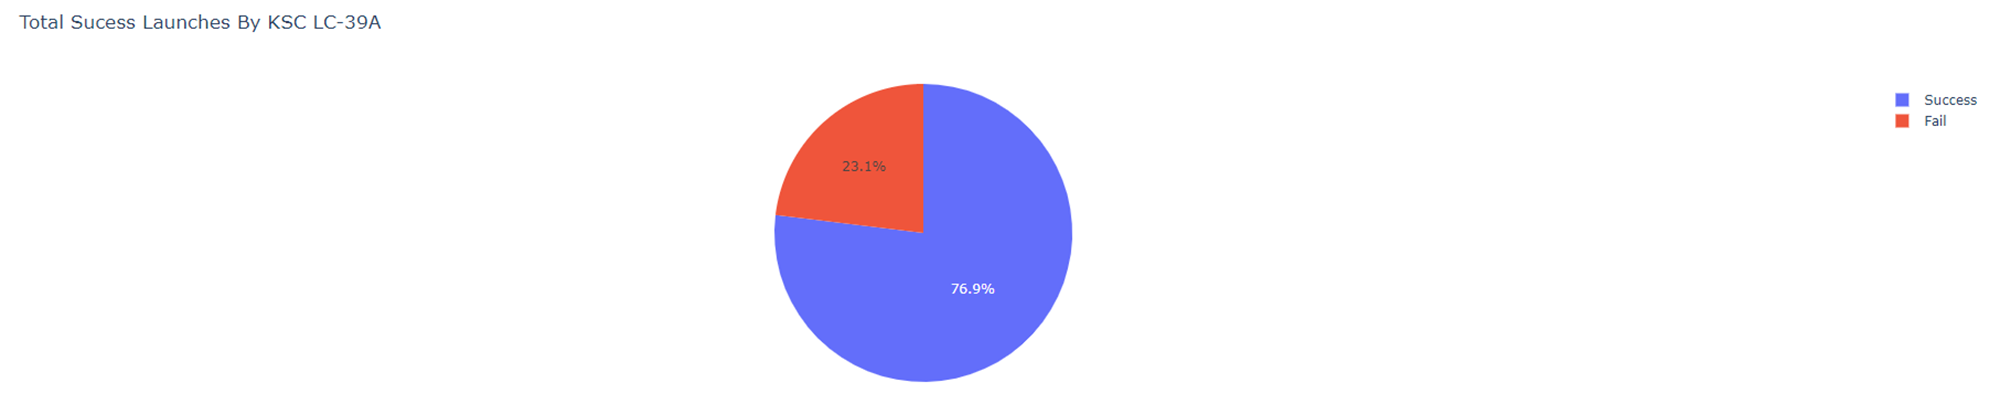 Total Sucess Launches By KSC LC-39A
Success
Fail
23.1%
76.9%